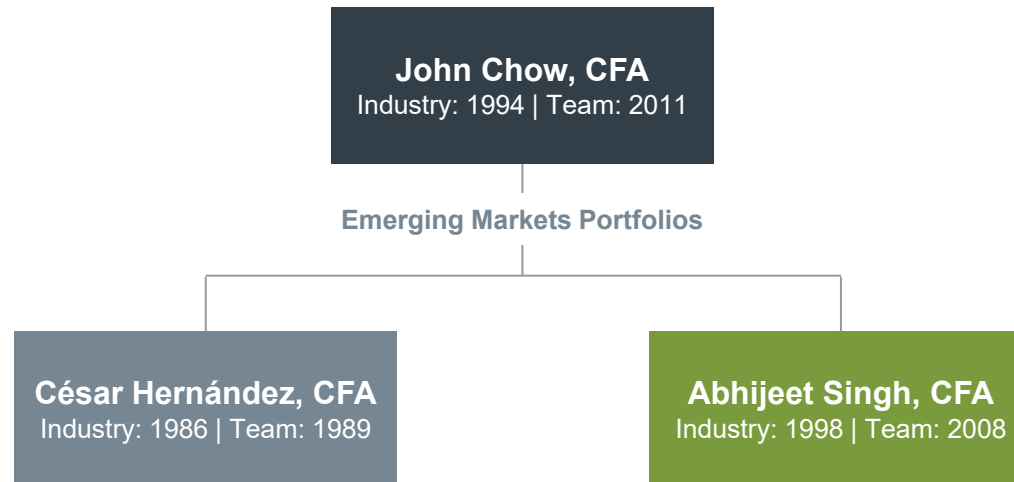 John Chow, CFA
Industry: 1994 | Team: 2011
Emerging Markets Portfolios
César Hernández, CFA
Industry: 1986 | Team: 1989
Abhijeet Singh, CFA
Industry: 1998 | Team: 2008